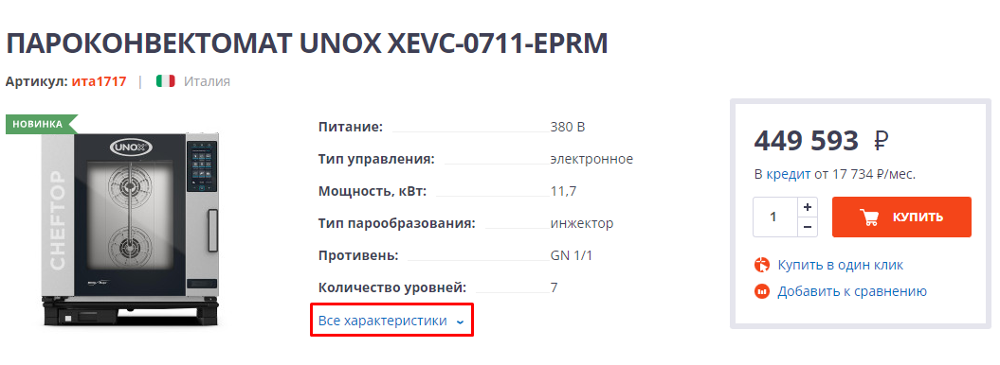 ПАРОКОНВЕКТОМАТ UNOX XEVC-0711-EPRM
Артикул: ита1717 | Италия
НОВИНКА
UNOX
CHEFTOP
Питание: 380 В
Тип управления: электронное
Мощность, кВт: 11,7
Тип парообразования: инжектор
Противень: GN 1/1
Количество уровней: 7
Все характеристики
449 593 ₽
В кредит от 17 734 ₽/мес.
1 + −
КУПИТЬ
Купить в один клик
Добавить к сравнению